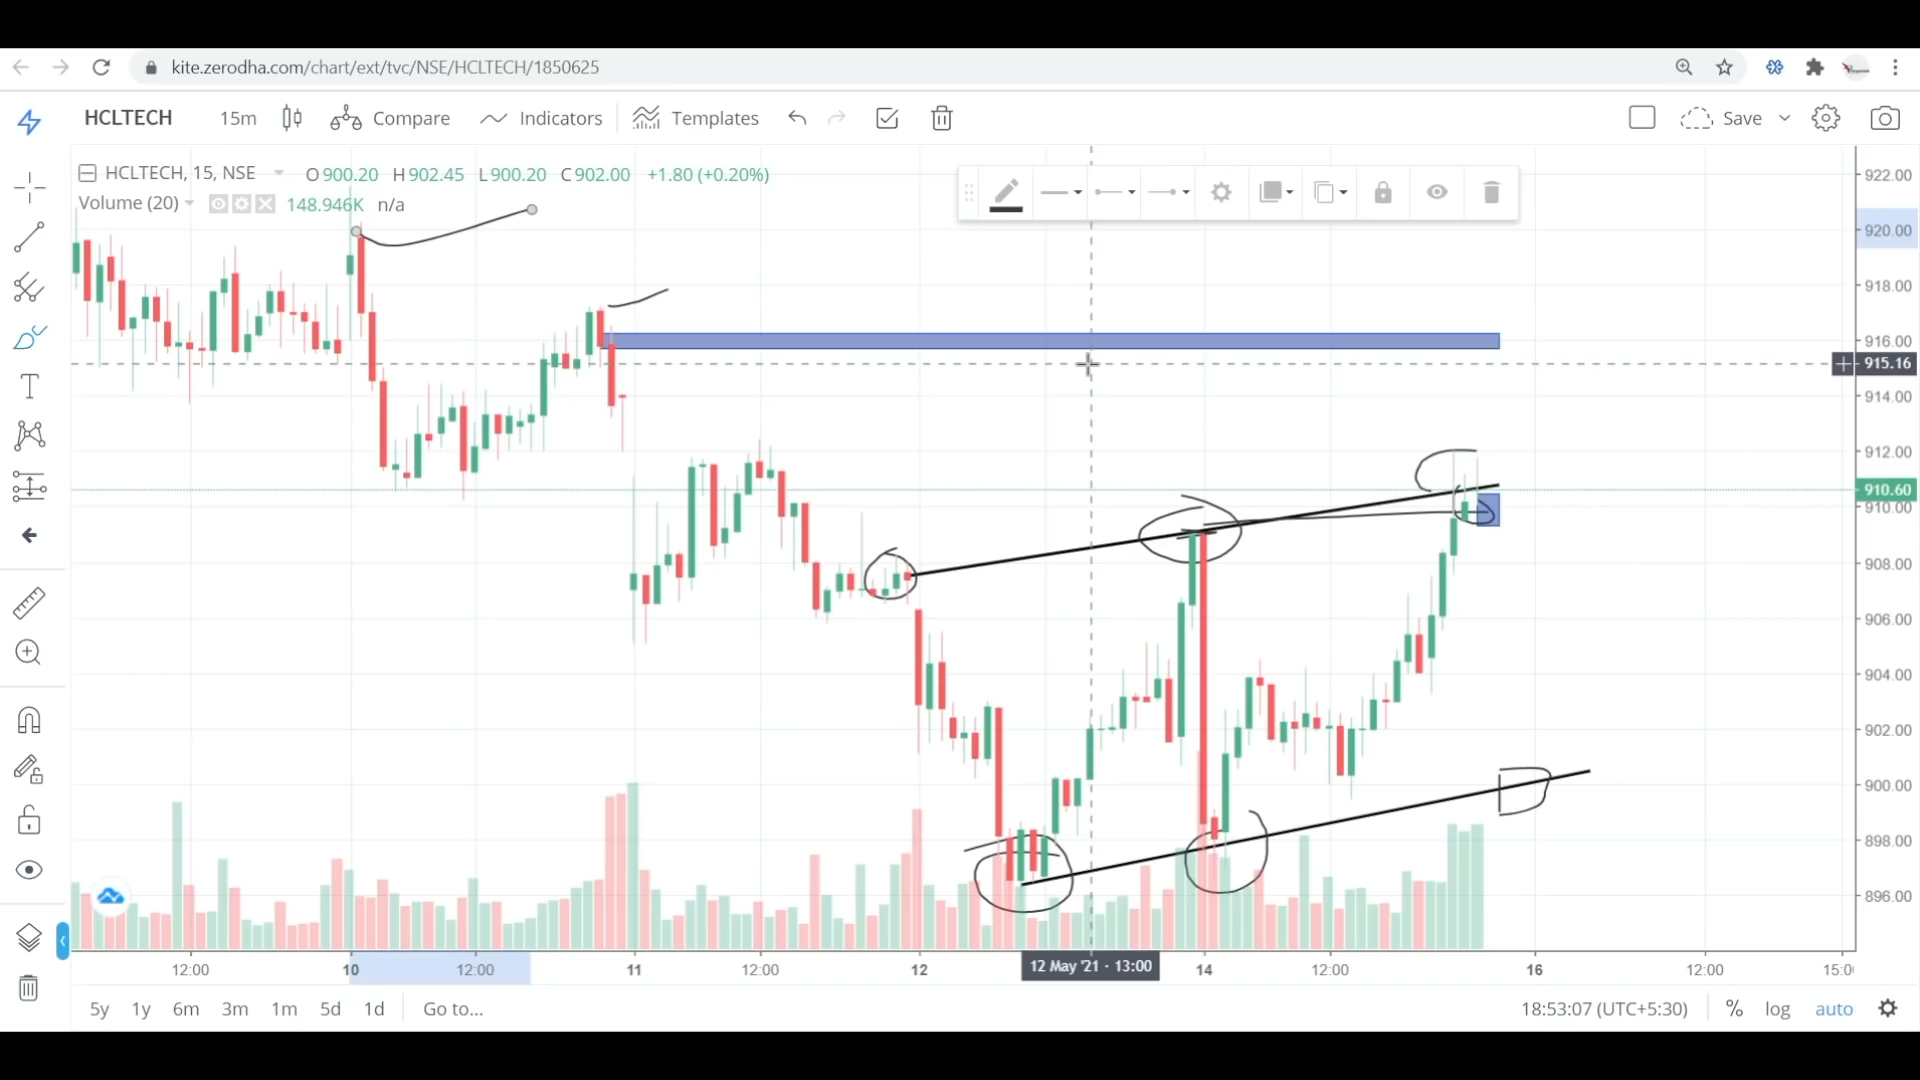 kite.zerodha.com/chart/ext/tvc/NSE/HCLTECH/1850625
HCLTECH 15m Compare Indicators Templates Save
HCLTECH, 15, NSE O 900.20 H 902.45 L 900.20 C 902.00 +1.80 (+0.20%)
Volume (20) 148.946K n/a
922.00
920.00
918.00
916.00
915.16
914.00
912.00
910.60
910.00
908.00
906.00
904.00
902.00
900.00
898.00
896.00
12:00 10 12:00 11 12:00 12 12 May '21 · 13:00 14 12:00 16 12:00 15:0
5y 1y 6m 3m 1m 5d 1d Go to... 18:53:07 (UTC+5:30) % log auto
T